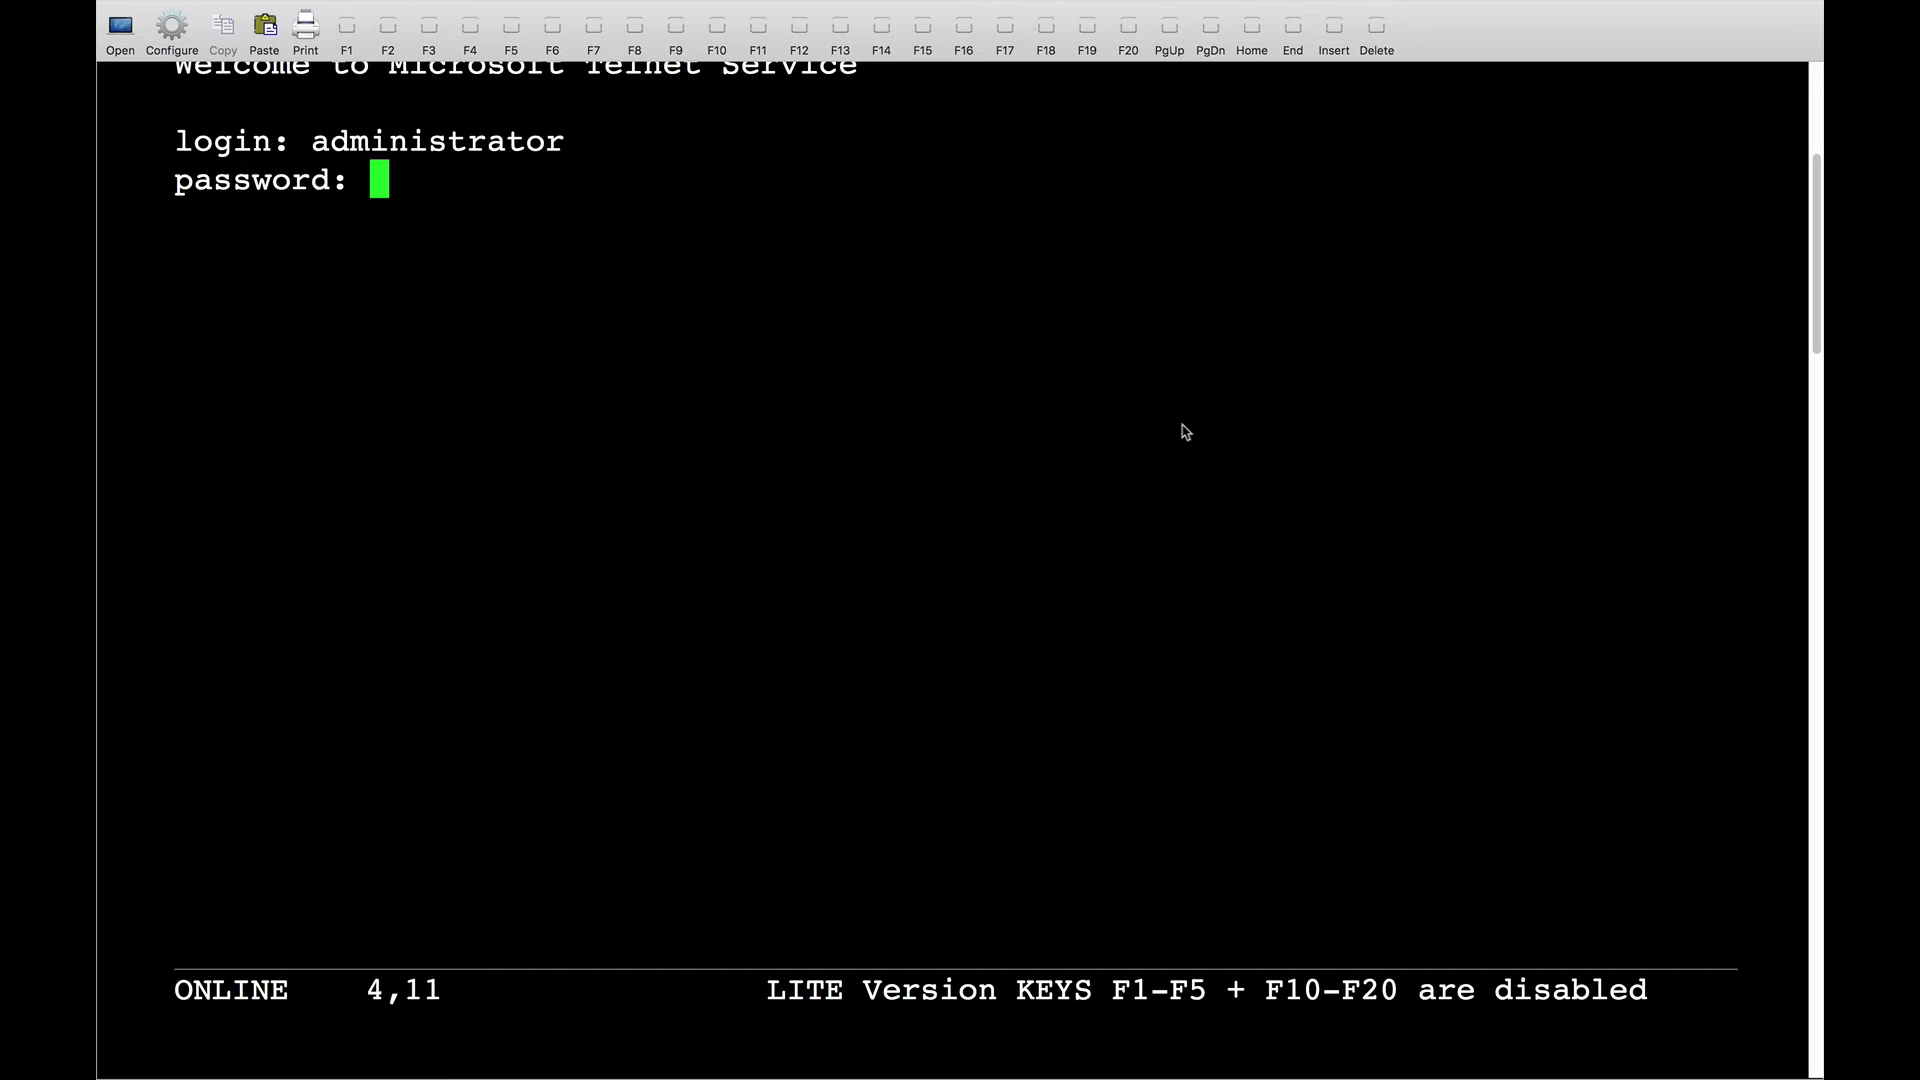 Open Configure Copy Paste Print F1 F2 F3 F4 F5 F6 F7 F8 F9 F10 F11 F12 F13 F14 F15 F16 F17 F18 F19 F20 PgUp PgDn Home End Insert Delete
Welcome to Microsoft Telnet Service
login: administrator
password:
ONLINE 4,11 LITE Version KEYS F1-F5 + F10-F20 are disabled